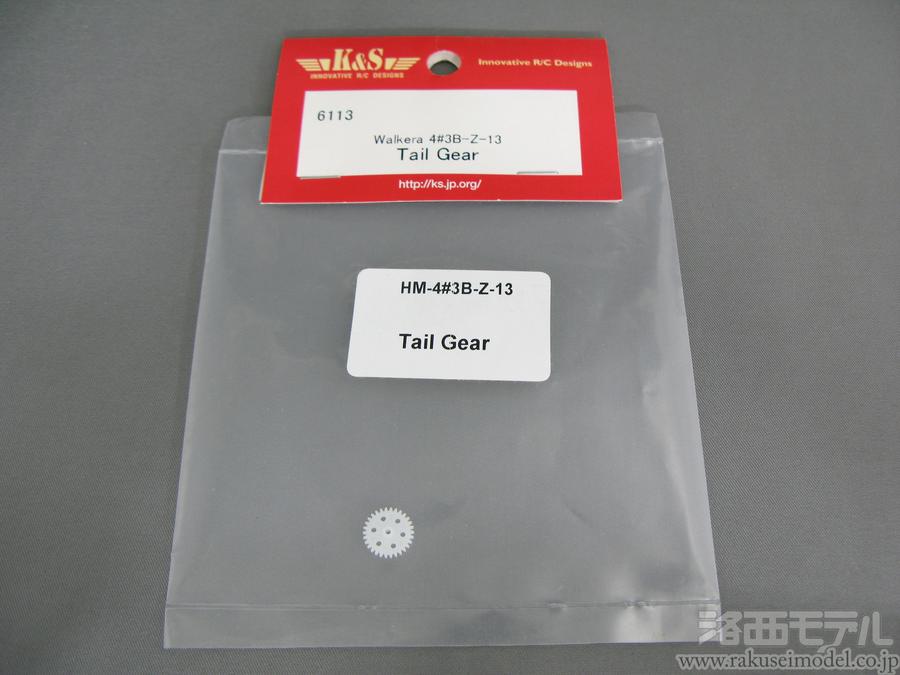 K&S
INNOVATIVE R/C DESIGNS
Innovative R/C Designs
6113
Walkera 4#3B-Z-13
Tail Gear
http://ks.jp.org/
HM-4#3B-Z-13
Tail Gear
洛西モデル
www.rakuseimodel.co.jp